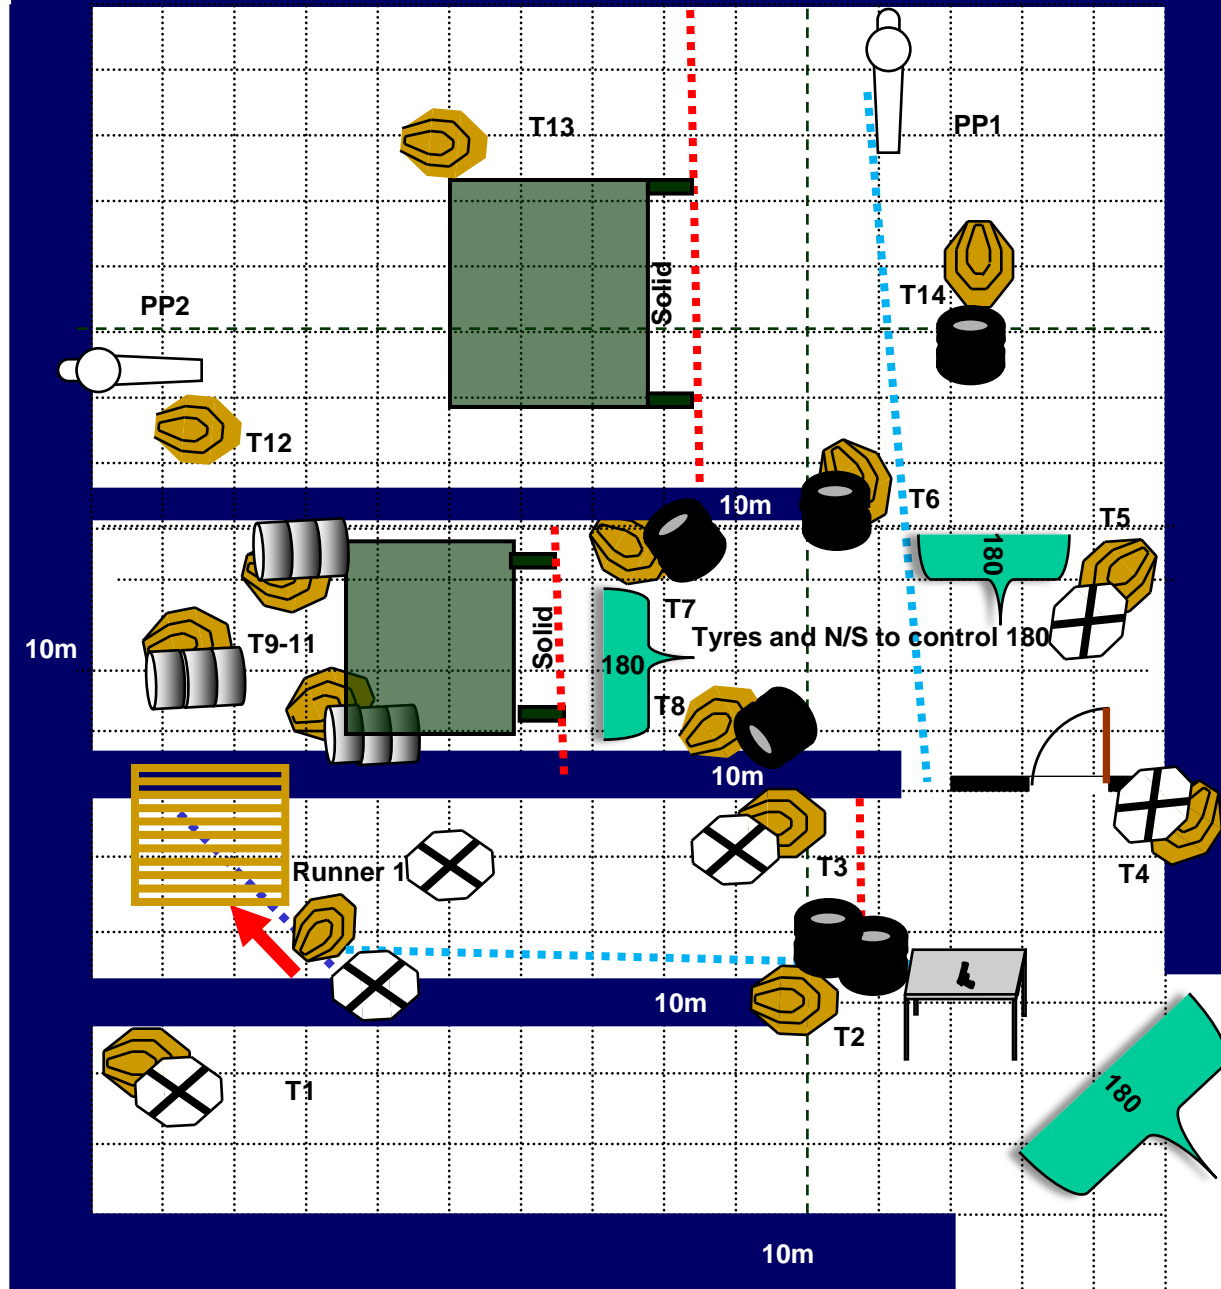 T13
PP1
Solid
T14
PP2
T12
10m
T6
T5
180
T7
Solid
T9-11
10m
Tyres and N/S to control 180
180
T8
10m
Runner 1
T3
T4
10m
T2
T1
180
10m